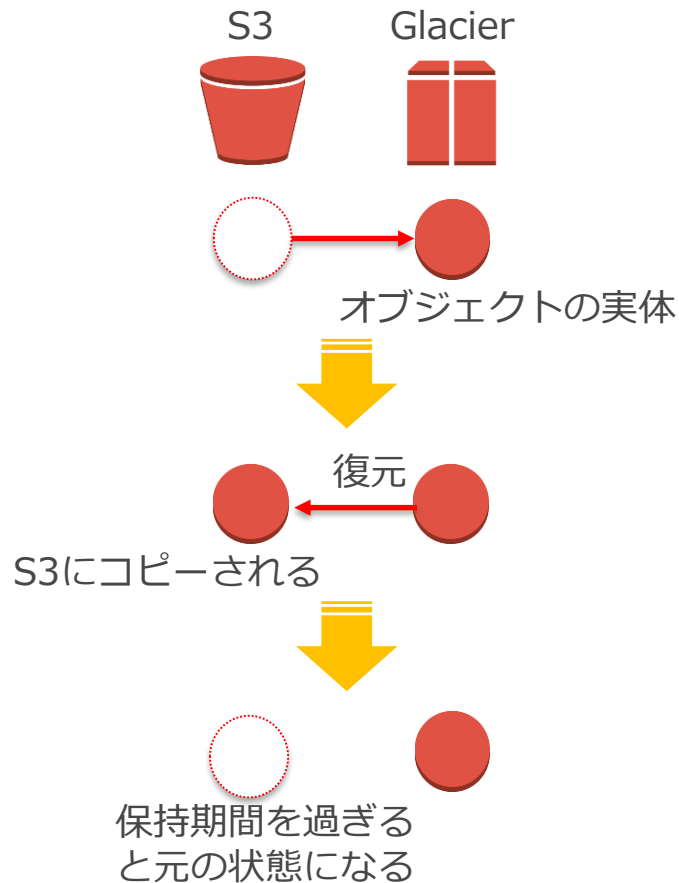 S3
Glacier
オブジェクトの実体
復元
S3にコピーされる
保持期間を過ぎる
と元の状態になる